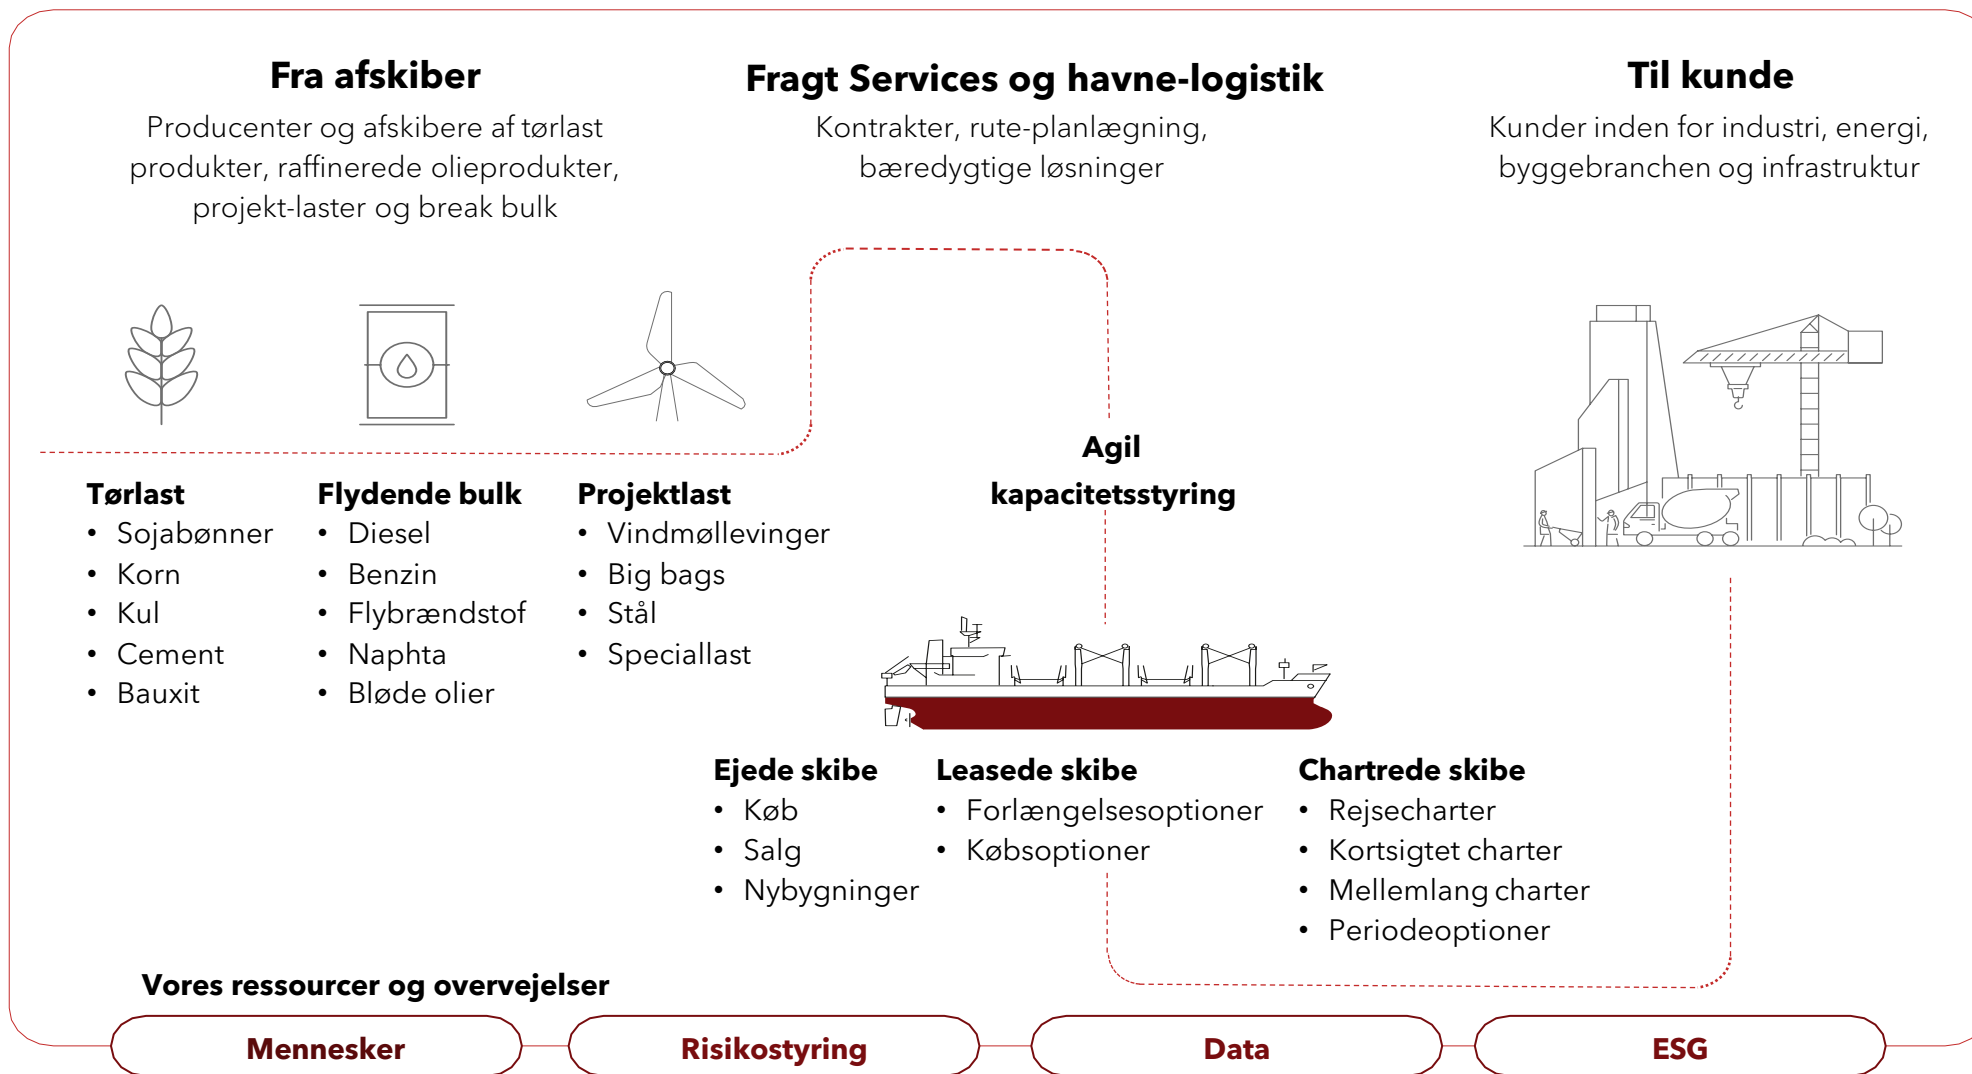 Fra afskiber
Producenter og afskibere af tørlast
produkter, raffinerede olieprodukter,
projekt-laster og break bulk
Fragt Services og havne-logistik
Kontrakter, rute-planlægning,
bæredygtige løsninger
Til kunde
Kunder inden for industri, energi,
byggebranchen og infrastruktur
Tørlast
• Sojabønner
• Korn
• Kul
• Cement
• Bauxit
Flydende bulk
• Diesel
• Benzin
• Flybrændstof
• Naphta
• Bløde olier
Projektlast
• Vindmøllevinger
• Big bags
• Stål
• Speciallast
Agil
kapacitetsstyring
Ejede skibe
• Køb
• Salg
• Nybygninger
Leasede skibe
• Forlængelsesoptioner
• Købsoptioner
Chartrede skibe
• Rejsecharter
• Kortsigtet charter
• Mellemlang charter
• Periodeoptioner
Vores ressourcer og overvejelser
Mennesker
Risikostyring
Data
ESG